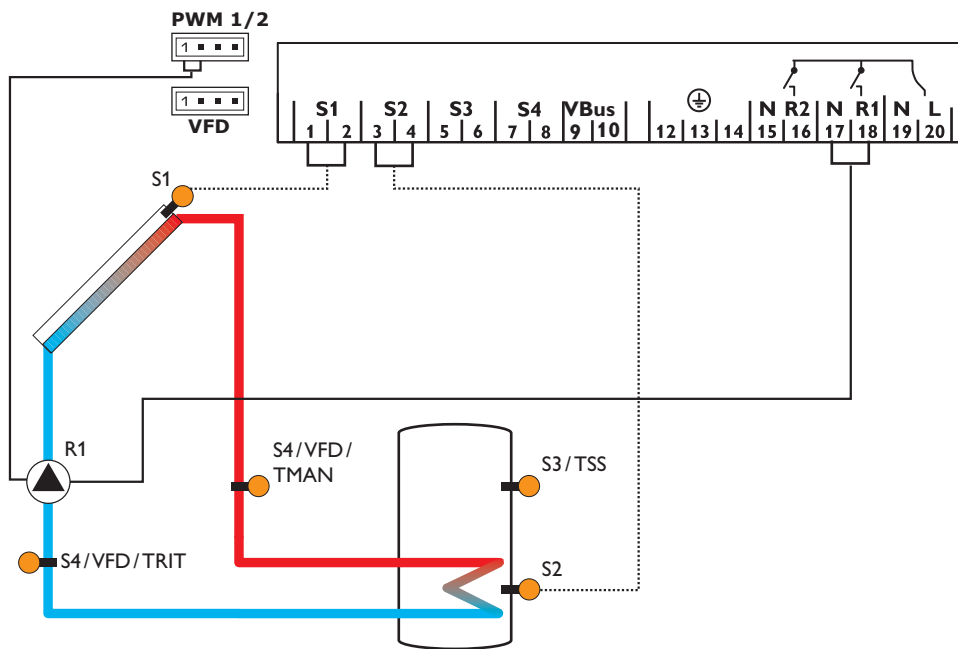 PWM 1/2
1
1
VFD
S1 S2 S3 S4 VBus N R2 N R1 N L
1 2 3 4 5 6 7 8 9 10 12 13 14 15 16 17 18 19 20
S1
R1
S4/VFD/
TMAN
S3/TSS
S4/VFD/TRIT
S2